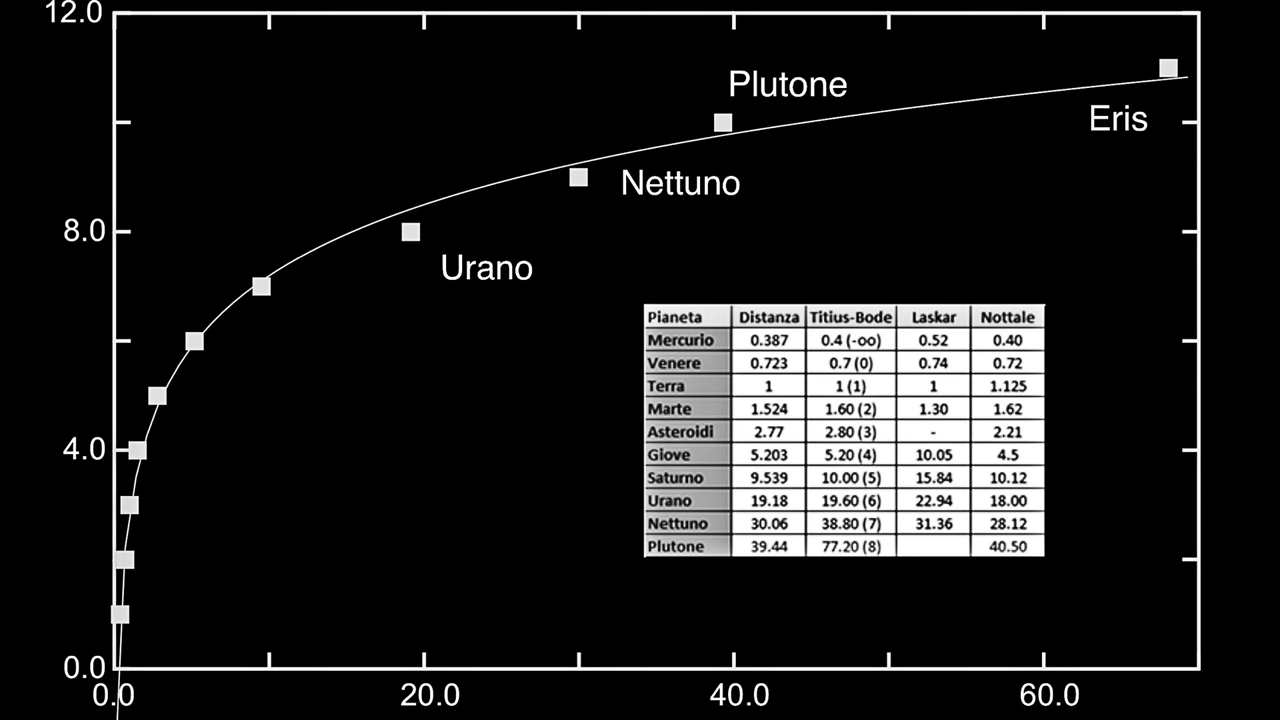 12.0
Plutone
Eris
Nettuno
8.0
Urano
Pianeta Distanza Titius-Bode Laskar Nottale
Mercurio 0.387 0.4 (-oo) 0.52 0.40
Venere 0.723 0.7 (0) 0.74 0.72
Terra 1 1 (1) 1 1.125
Marte 1.524 1.60 (2) 1.30 1.62
Asteroidi 2.77 2.80 (3) - 2.21
4.0
Giove 5.203 5.20 (4) 10.05 4.5
Saturno 9.539 10.00 (5) 15.84 10.12
Urano 19.18 19.60 (6) 22.94 18.00
Nettuno 30.06 38.80 (7) 31.36 28.12
Plutone 39.44 77.20 (8) 40.50
0.0
0.0 20.0 40.0 60.0